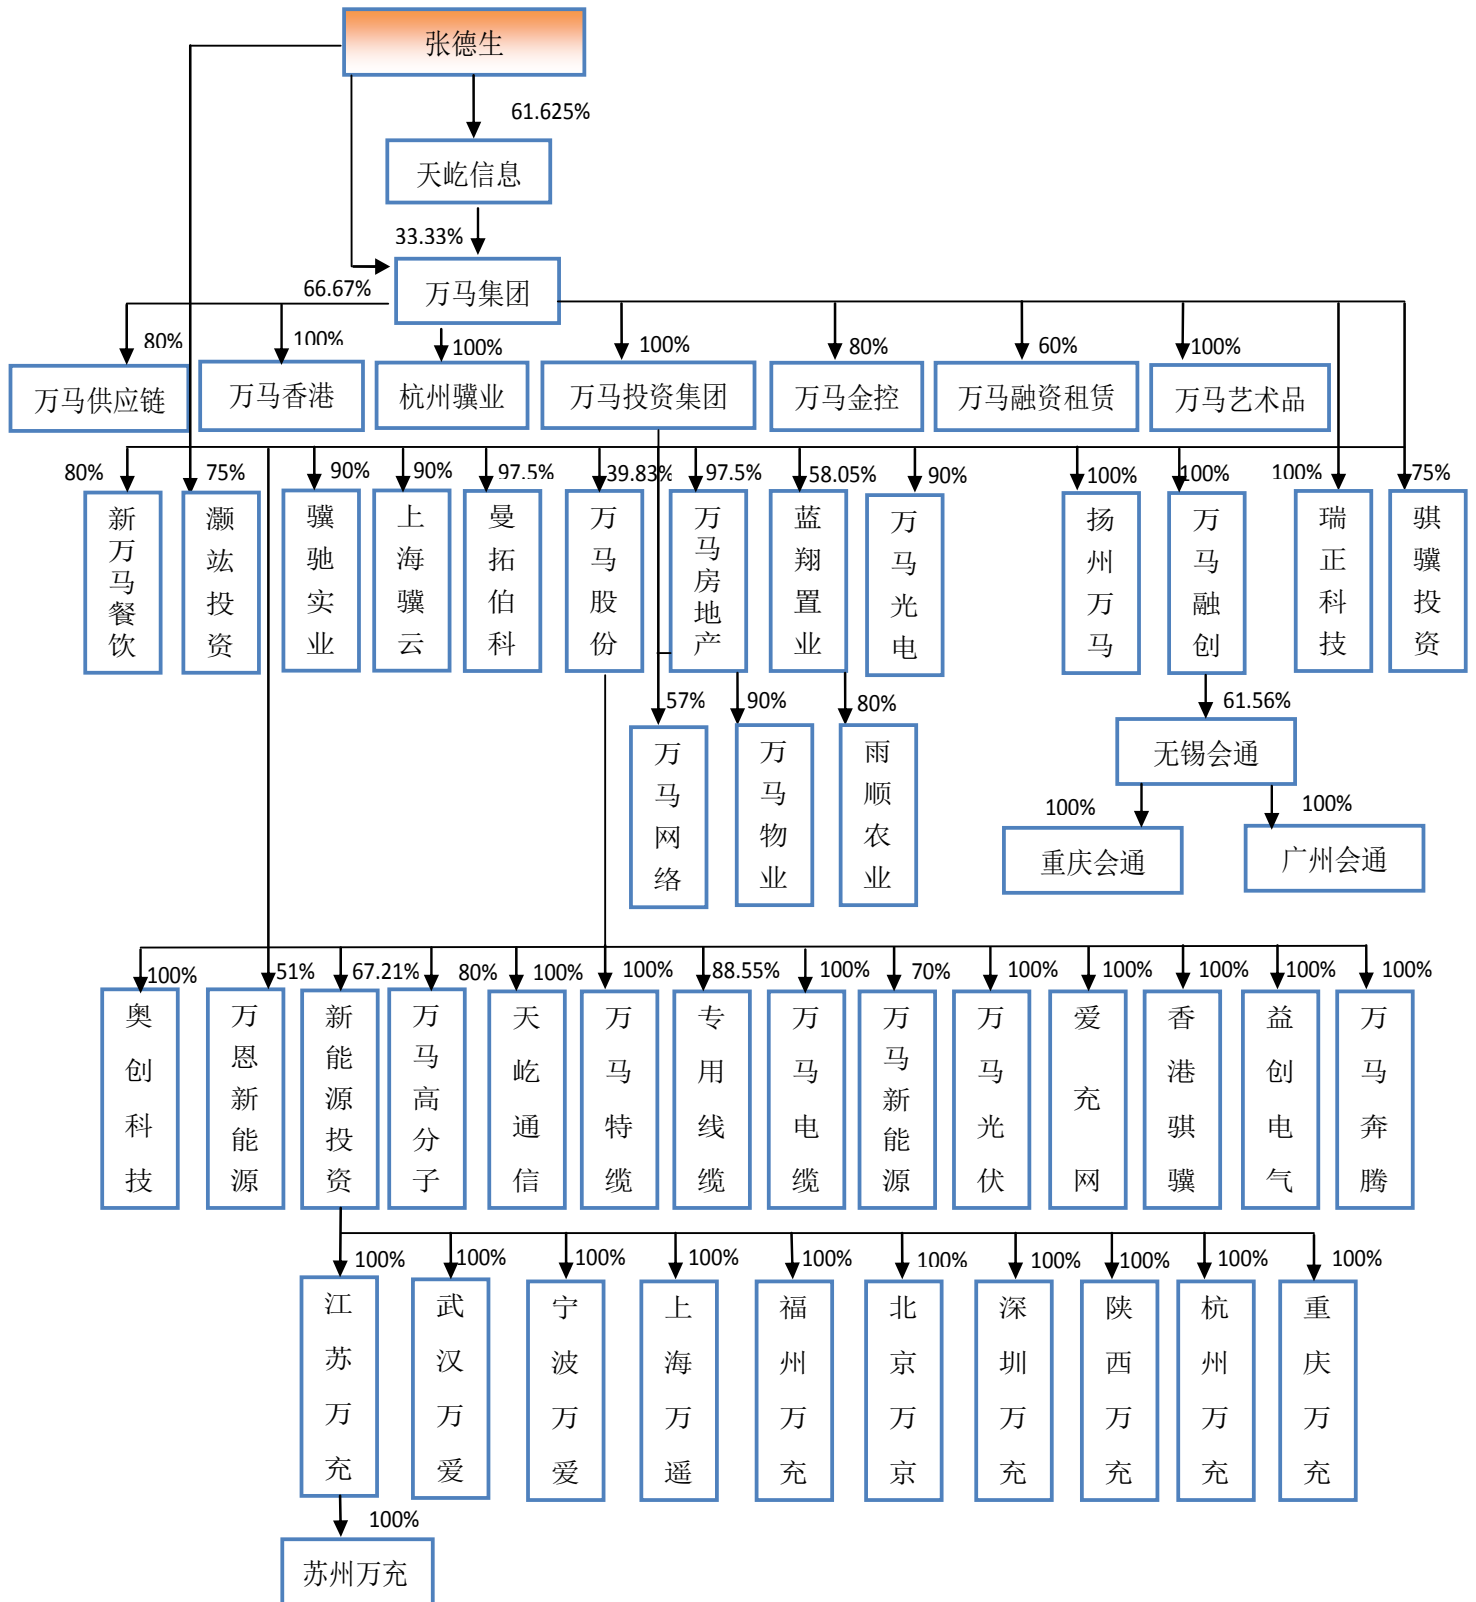 张德生
61.625%
天屹信息
33.33%
66.67%
万马集团
80%
100%
100%
100%
80%
60%
100%
万马供应链
万马香港
杭州骥业
万马投资集团
万马金控
万马融资租赁
万马艺术品
80%
75%
90%
90%
97.5%
39.83%
97.5%
58.05%
90%
100%
100%
100%
75%
新万马餐饮
灏竑投资
骥驰实业
上海骥云
曼拓伯科
万马股份
万马房地产
蓝翔置业
万马光电
扬州万马
万马融创
瑞正科技
骐骥投资
57%
90%
80%
61.56%
万马网络
万马物业
雨顺农业
无锡会通
100%
100%
重庆会通
广州会通
100%
51%
67.21%
80%
100%
100%
88.55%
100%
70%
100%
100%
100%
100%
100%
奥创科技
万恩新能源
新能源投资
万马高分子
天屹通信
万马特缆
专用线缆
万马电缆
万马新能源
万马光伏
爱充网
香港骐骥
益创电气
万马奔腾
100%
100%
100%
100%
100%
100%
100%
100%
100%
100%
江苏万充
武汉万爱
宁波万爱
上海万遥
福州万充
北京万京
深圳万充
陕西万充
杭州万充
重庆万充
100%
苏州万充